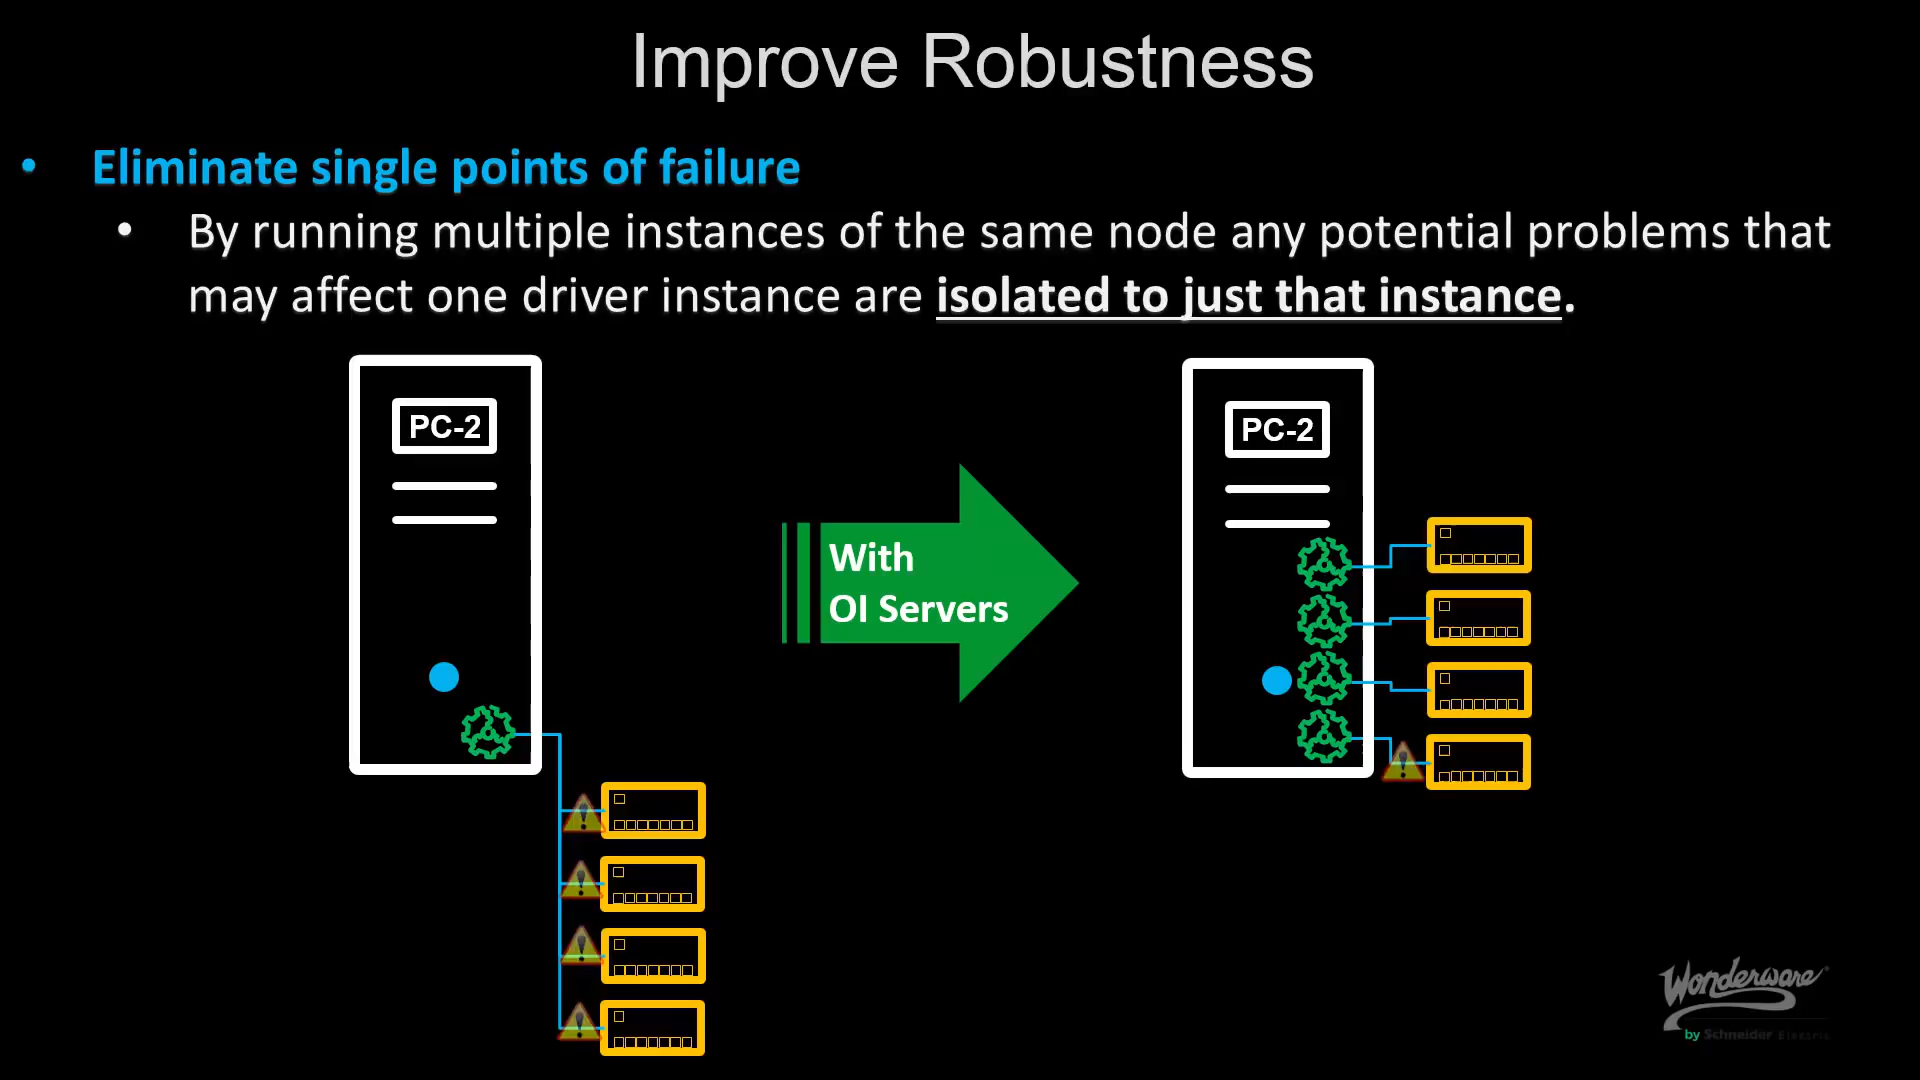 Improve Robustness
• Eliminate single points of failure
• By running multiple instances of the same node any potential problems that
may affect one driver instance are isolated to just that instance.
PC-2
PC-2
With
OI Servers
Wonderware
by Schneider Electric